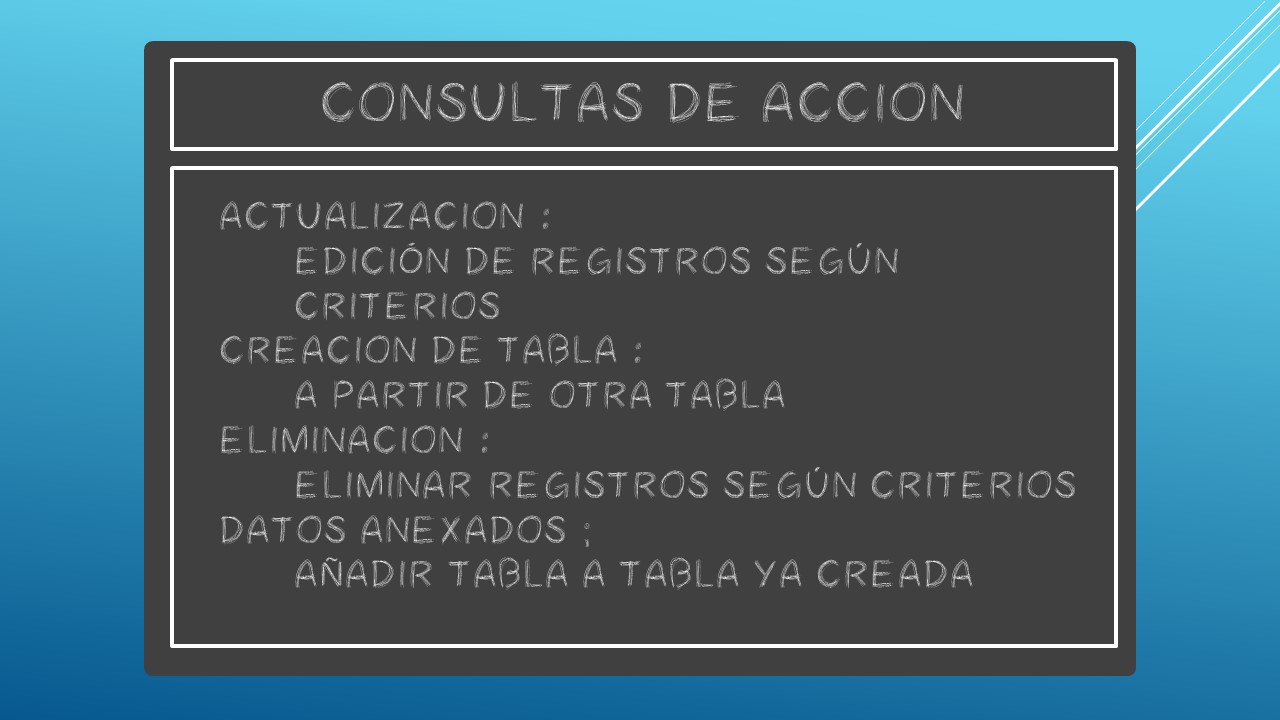 CONSULTAS DE ACCION
ACTUALIZACION :
EDICIÓN DE REGISTROS SEGÚN
CRITERIOS
CREACION DE TABLA :
A PARTIR DE OTRA TABLA
ELIMINACION :
ELIMINAR REGISTROS SEGÚN CRITERIOS
DATOS ANEXADOS ;
AÑADIR TABLA A TABLA YA CREADA